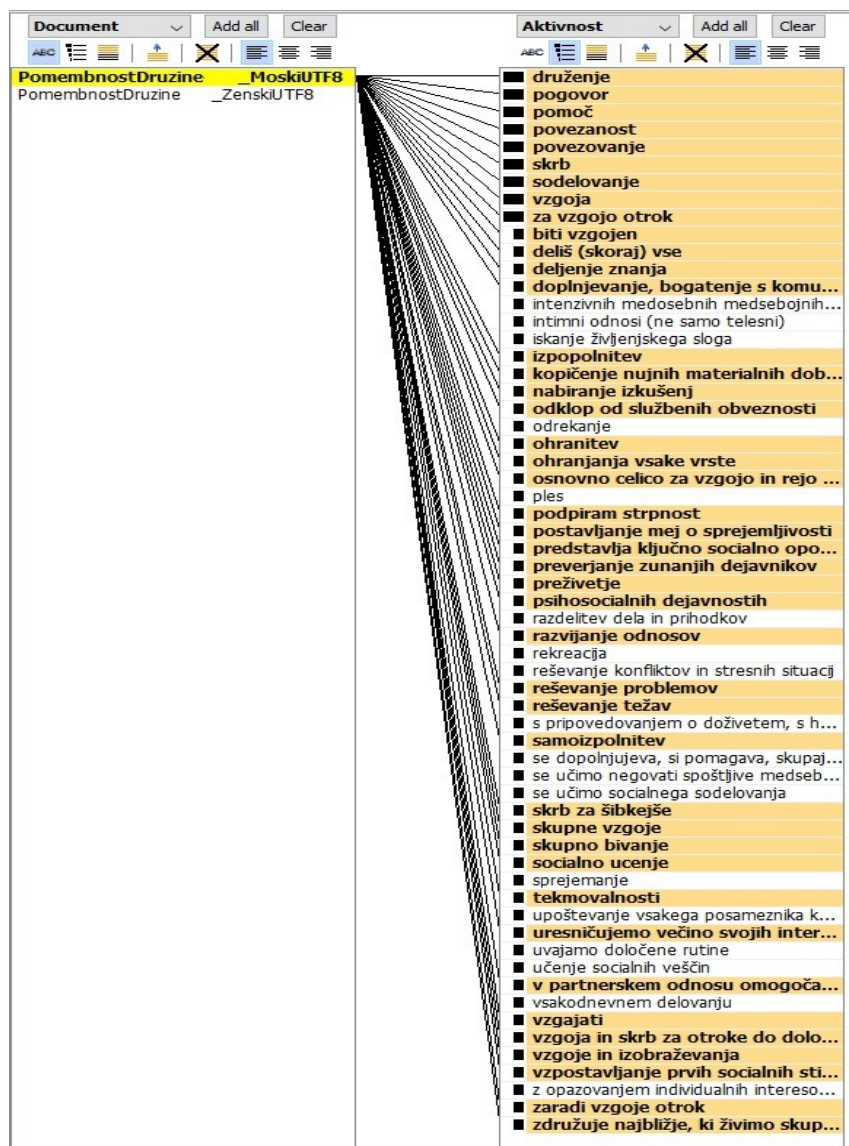 Document Add all Clear
Aktivnost Add all Clear
ABC
ABC
PomembnostDruzine _MoskiUTF8
PomembnostDruzine _ZenskiUTF8
druženje
pogovor
pomoč
povezanost
povezovanje
skrb
sodelovanje
vzgoja
za vzgojo otrok
biti vzgojen
deliš (skoraj) vse
deljenje znanja
doplnjevanje, bogatenje s komu...
intenzivnih medosebnih medsebojnih...
intimni odnosi (ne samo telesni)
iskanje življenjskega sloga
izpopolnitev
kopičenje nujnih materialnih dob...
nabiranje izkušenj
odklop od službenih obveznosti
odrekanje
ohranitev
ohranjanja vsake vrste
osnovno celico za vzgojo in rejo ...
ples
podpiram strpnost
postavljanje mej o sprejemljivosti
predstavlja ključno socialno opo...
preverjanje zunanjih dejavnikov
preživetje
psihosocialnih dejavnostih
razdelitev dela in prihodkov
razvijanje odnosov
rekreacija
reševanje konfliktov in stresnih situacij
reševanje problemov
reševanje težav
s pripovedovanjem o doživetem, s h...
samoizpolnitev
se dopolnjujeva, si pomagava, skupaj...
se učimo negovati spoštljive medseb...
se učimo socialnega sodelovanja
skrb za šibkejše
skupne vzgoje
skupno bivanje
socialno ucenje
sprejemanje
tekmovalnosti
upoštevanje vsakega posameznika k...
uresničujemo večino svojih inter...
uvajamo določene rutine
učenje socialnih veščin
v partnerskem odnosu omogoča...
vsakodnevnem delovanju
vzgajati
vzgoja in skrb za otroke do dolo...
vzgoje in izobraževanja
vzpostavljanje prvih socialnih sti...
z opazovanjem individualnih intereso...
zaradi vzgoje otrok
združuje najbližje, ki živimo skup...